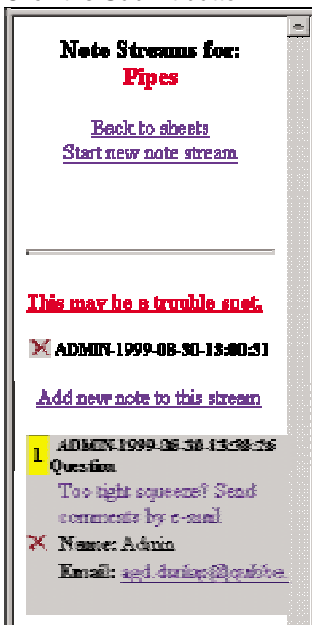 Note Streams for:
Pipes
Back to sheets
Start new note stream
This may be a trouble spot.
ADMIN-1999-08-30-13:00:31
Add new note to this stream
1
Question
Too tight squeeze? Send
comments by e-mail
Name: Admin
Email: